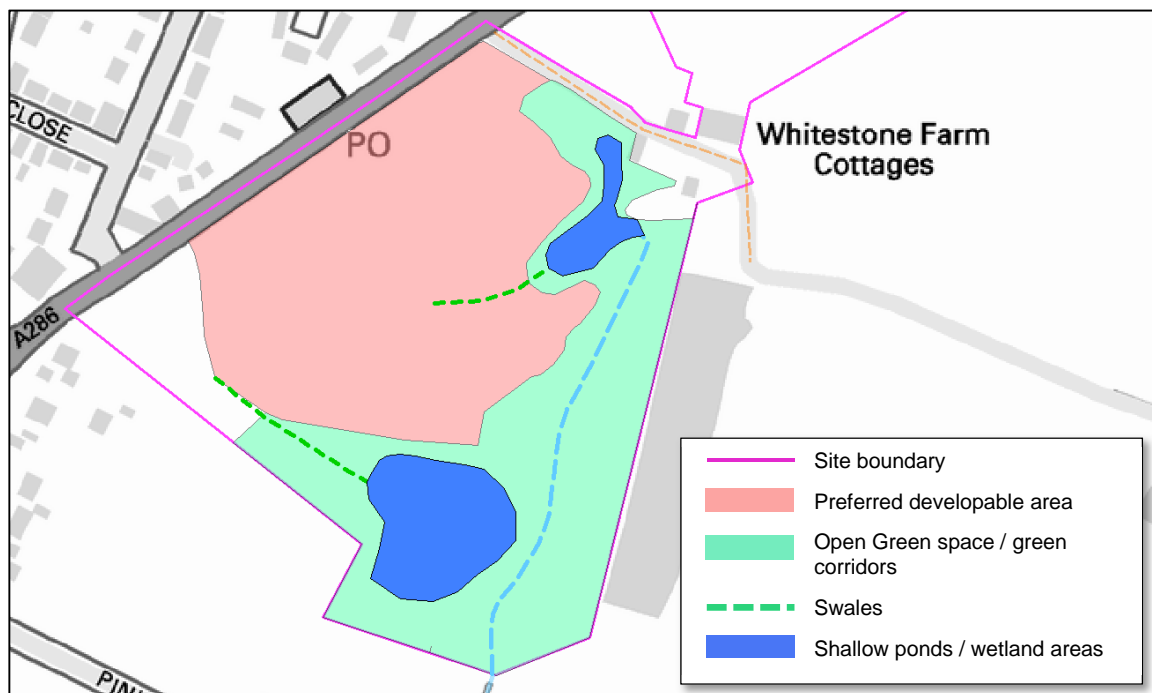 CLOSE
PO
A286
Whitestone Farm
Cottages
Site boundary
Preferred developable area
Open Green space / green
corridors
Swales
Shallow ponds / wetland areas